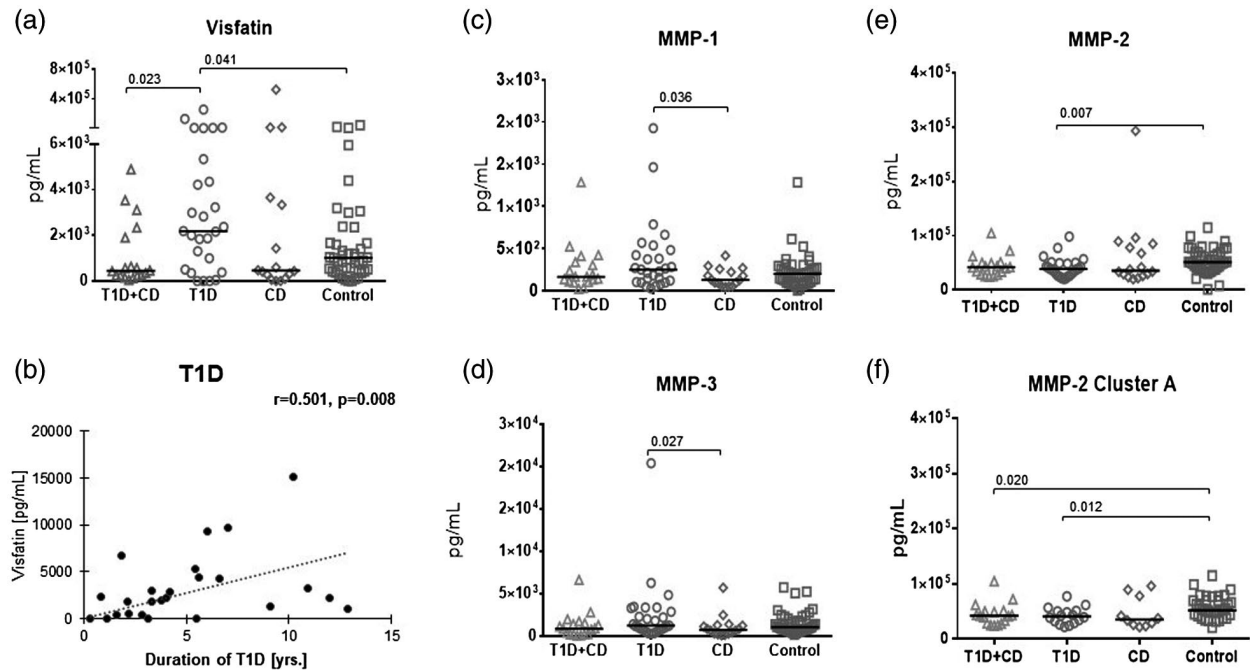 (a)
Visfatin
8×10⁵
4×10⁵
6×10³
4×10³
2×10³
0
pg/mL
0.023
0.041
T1D+CD
T1D
CD
Control
(b)
T1D
r=0.501, p=0.008
20000
15000
10000
5000
0
Visfatin [pg/mL]
0
5
10
15
Duration of T1D [yrs.]
(c)
MMP-1
2×10³
2×10³
2×10³
1×10³
5×10²
0
pg/mL
0.036
T1D+CD
T1D
CD
Control
(d)
MMP-3
3×10⁴
2×10⁴
2×10⁴
1×10⁴
5×10³
0
pg/mL
0.027
T1D+CD
T1D
CD
Control
(e)
MMP-2
4×10⁵
3×10⁵
2×10⁵
1×10⁵
0
pg/mL
0.007
T1D+CD
T1D
CD
Control
(f)
MMP-2 Cluster A
4×10⁵
3×10⁵
2×10⁵
1×10⁵
0
pg/mL
0.020
0.012
T1D+CD
T1D
CD
Control